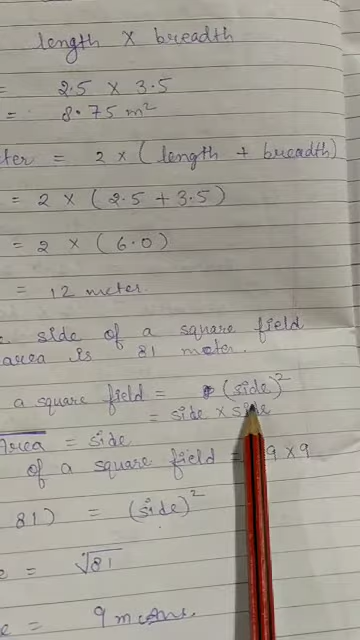 length × breadth
= 2.5 × 3.5
= 8.75 m²
ter = 2 × (length + breadth)
= 2 × (2.5 + 3.5)
= 2 × (6.0)
= 12 meter.
side of a square field
area is 81 meter.
a square field = (side)²
= side × side
Area = side
of a square field = 9 × 9
81) = (side)²
e = √81
e = 9